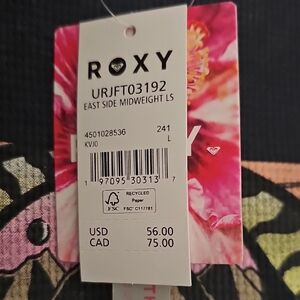 ROXY
URJFT03192
EAST SIDE MIDWEIGHT LS
4501028536 241
KVJ0 L
1 97095 30313 7
FSC
RECYCLED
Paper
FSC® C117781
USD 56.00
CAD 75.00